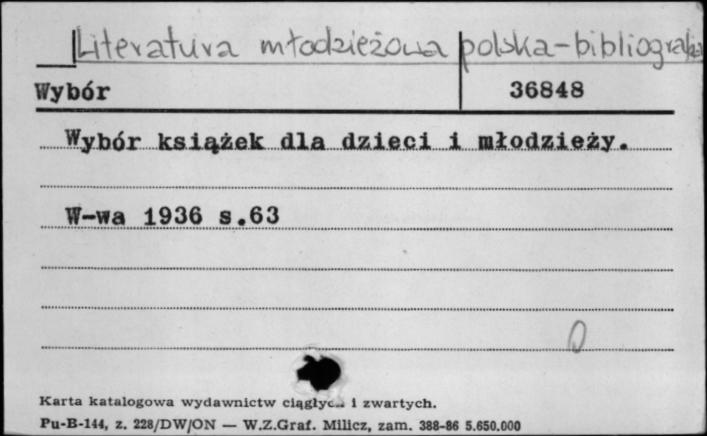 Literatura młodzieżowa polska - bibliografia
Wybór 36848
Wybór książek dla dzieci i młodzieży.
W-wa 1936 s.63
0
Karta katalogowa wydawnictw ciągłych i zwartych.
Pu-B-144, z. 228/DW/ON — W.Z.Graf. Milicz, zam. 388-86 5.650.000